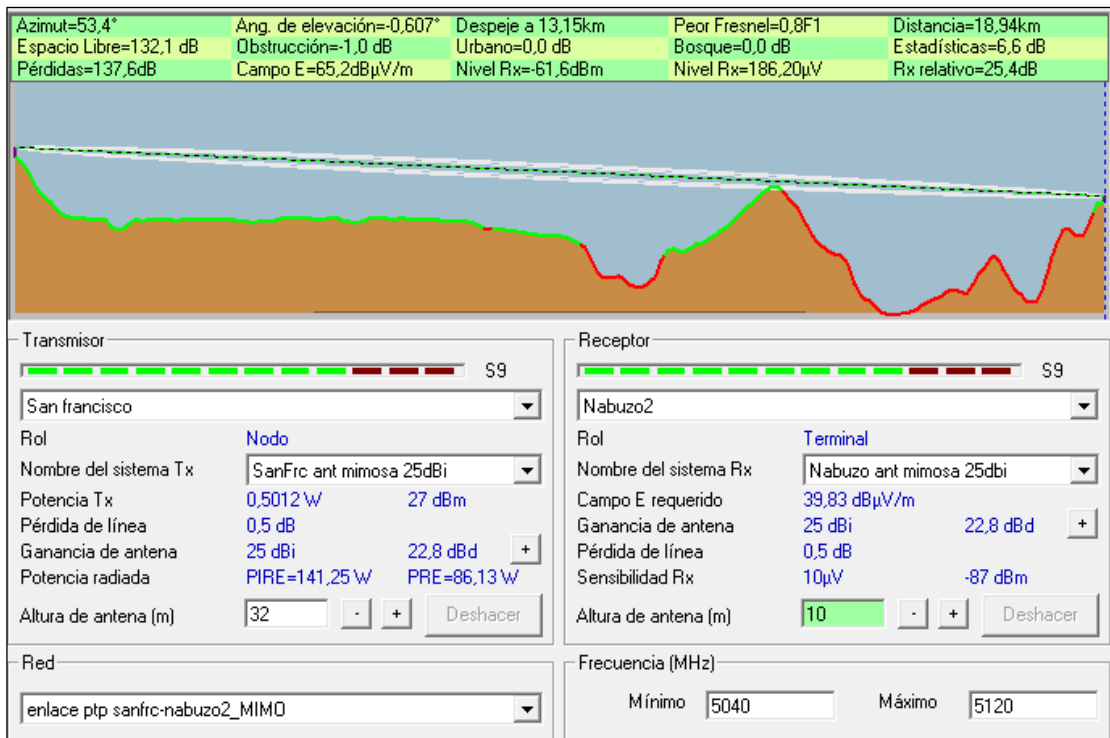 Azimut=53,4° Ang. de elevación=-0,607° Despeje a 13,15km Peor Fresnel=0,8F1 Distancia=18,94km
Espacio Libre=132,1 dB Obstrucción=-1,0 dB Urbano=0,0 dB Bosque=0,0 dB Estadísticas=6,6 dB
Pérdidas=137,6dB Campo E=65,2dBµV/m Nivel Rx=-61,6dBm Nivel Rx=186,20µV Rx relativo=25,4dB
Transmisor
S9
San francisco
Rol Nodo
Nombre del sistema Tx SanFrc ant mimosa 25dBi
Potencia Tx 0,5012 W 27 dBm
Pérdida de línea 0,5 dB
Ganancia de antena 25 dBi 22,8 dBd +
Potencia radiada PIRE=141,25 W PRE=86,13 W
Altura de antena (m) 32 - + Deshacer
Red
enlace ptp sanfrc-nabuzo2_MIMO
Receptor
S9
Nabuzo2
Rol Terminal
Nombre del sistema Rx Nabuzo ant mimosa 25dbi
Campo E requerido 39,83 dBµV/m
Ganancia de antena 25 dBi 22,8 dBd +
Pérdida de línea 0,5 dB
Sensibilidad Rx 10µV -87 dBm
Altura de antena (m) 10 - + Deshacer
Frecuencia (MHz)
Mínimo 5040 Máximo 5120